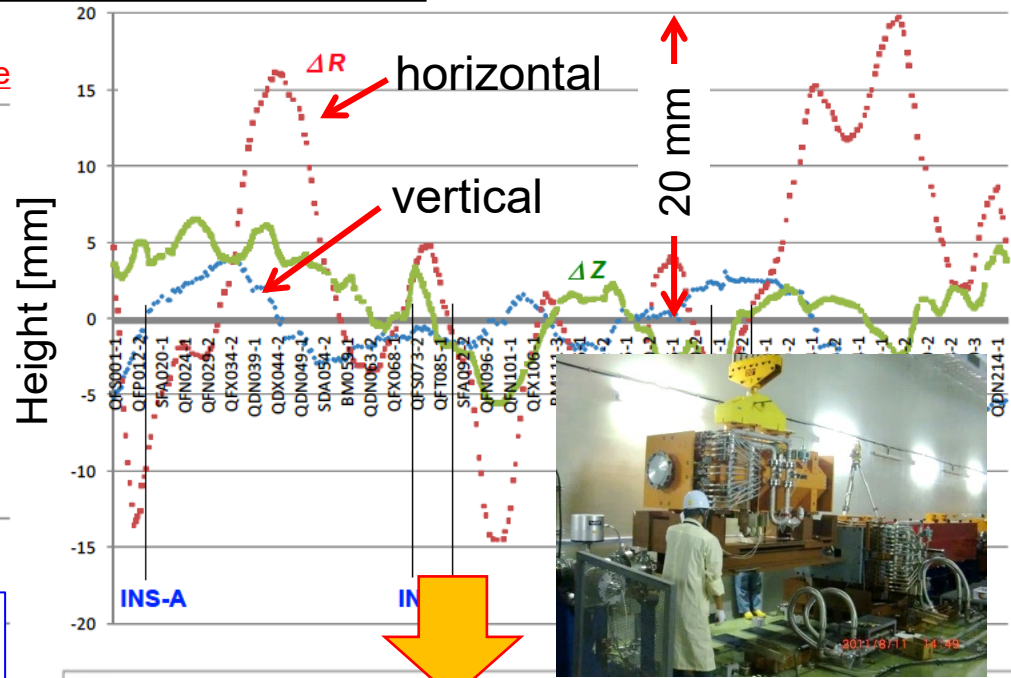 20
15
10
5
0
-5
-10
-15
-20
Height [mm]
ΔR
horizontal
vertical
20 mm
ΔZ
QFS001-1
QFP012-2
SFA020-1
QFN024-1
QFN029-2
QFX034-2
QDN039-1
QDX044-2
QDN049-1
SDA054-2
BM059-1
QDN063-2
QFX068-1
QFS073-2
QFT085-1
SFA092-2
QFN096-2
QFN101-1
QFX106-1
QDN214-1
INS-A
IN
2011/8/11 14:49